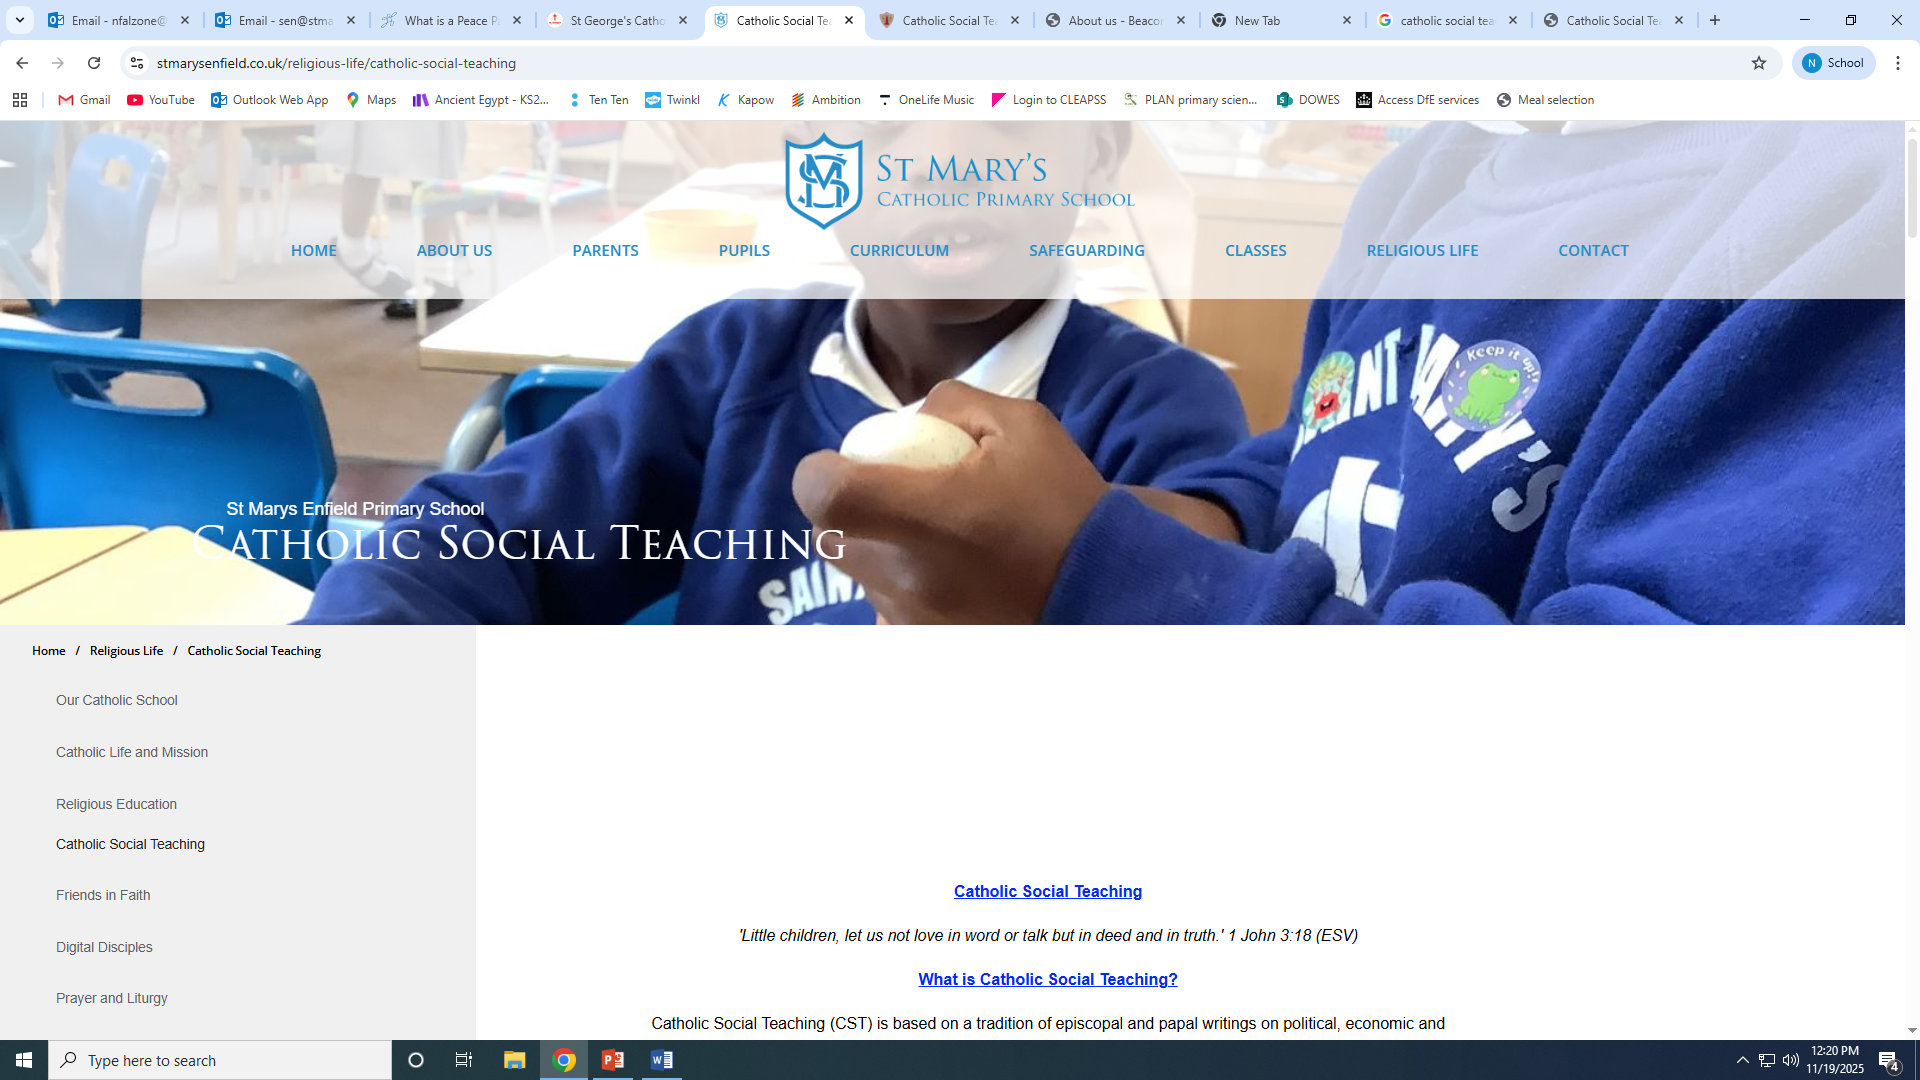 Email - nfalzone@
Email - sen@stma
What is a Peace P
St George's Catho
Catholic Social Te
Catholic Social Te
About us - Beacor
New Tab
catholic social tea
Catholic Social Te
stmarysenfield.co.uk/religious-life/catholic-social-teaching
School
Gmail
YouTube
Outlook Web App
Maps
Ancient Egypt - KS2...
Ten Ten
Twinkl
Kapow
Ambition
OneLife Music
Login to CLEAPSS
PLAN primary scien...
DOWES
Access DfE services
Meal selection
ST MARY'S
CATHOLIC PRIMARY SCHOOL
HOME
ABOUT US
PARENTS
PUPILS
CURRICULUM
SAFEGUARDING
CLASSES
RELIGIOUS LIFE
CONTACT
Keep it up!!
SAINT MARY'S
St Marys Enfield Primary School
CATHOLIC SOCIAL TEACHING
SAIN
Home / Religious Life / Catholic Social Teaching
Our Catholic School
Catholic Life and Mission
Religious Education
Catholic Social Teaching
Friends in Faith
Digital Disciples
Prayer and Liturgy
Catholic Social Teaching
'Little children, let us not love in word or talk but in deed and in truth.' 1 John 3:18 (ESV)
What is Catholic Social Teaching?
Catholic Social Teaching (CST) is based on a tradition of episcopal and papal writings on political, economic and
Type here to search
12:20 PM
11/19/2025
4